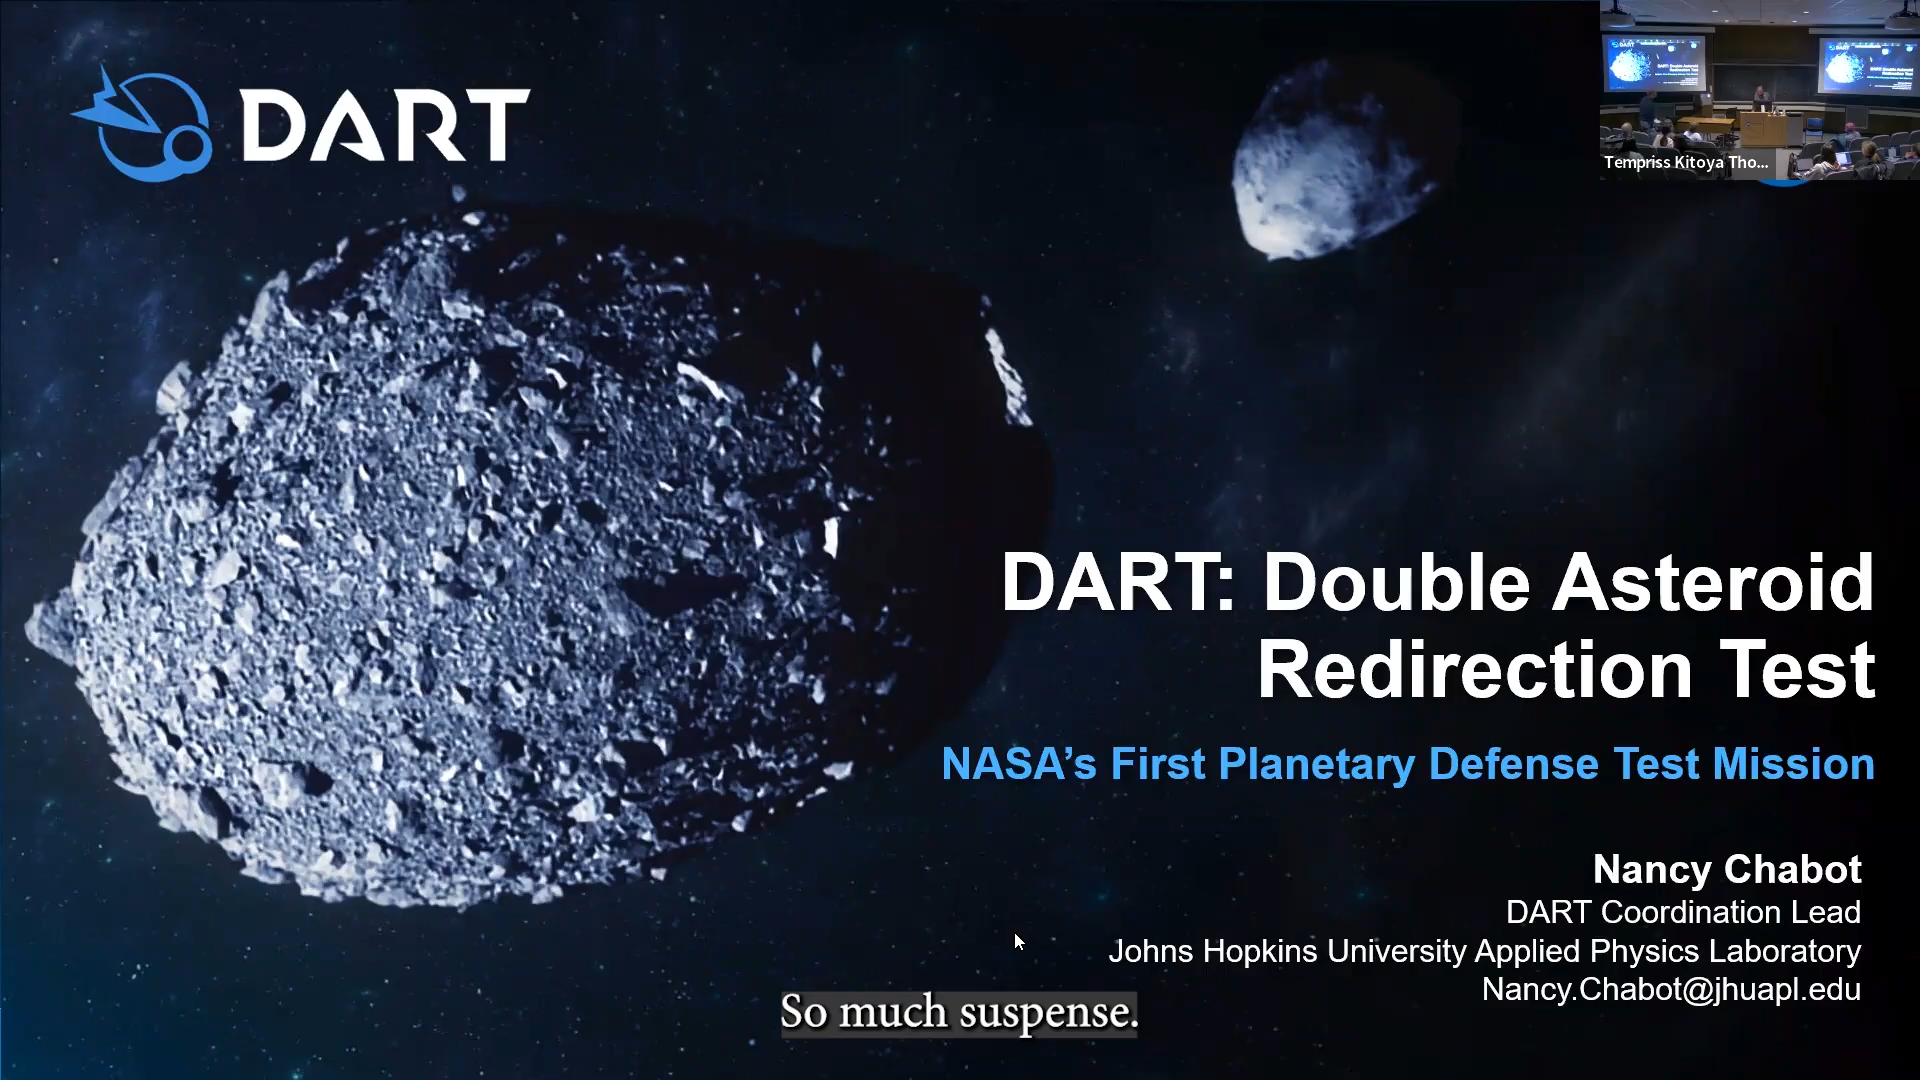 DART
Tempriss Kitoya Tho...
DART: Double Asteroid
Redirection Test
NASA’s First Planetary Defense Test Mission
Nancy Chabot
DART Coordination Lead
Johns Hopkins University Applied Physics Laboratory
Nancy.Chabot@jhuapl.edu
So much suspense.